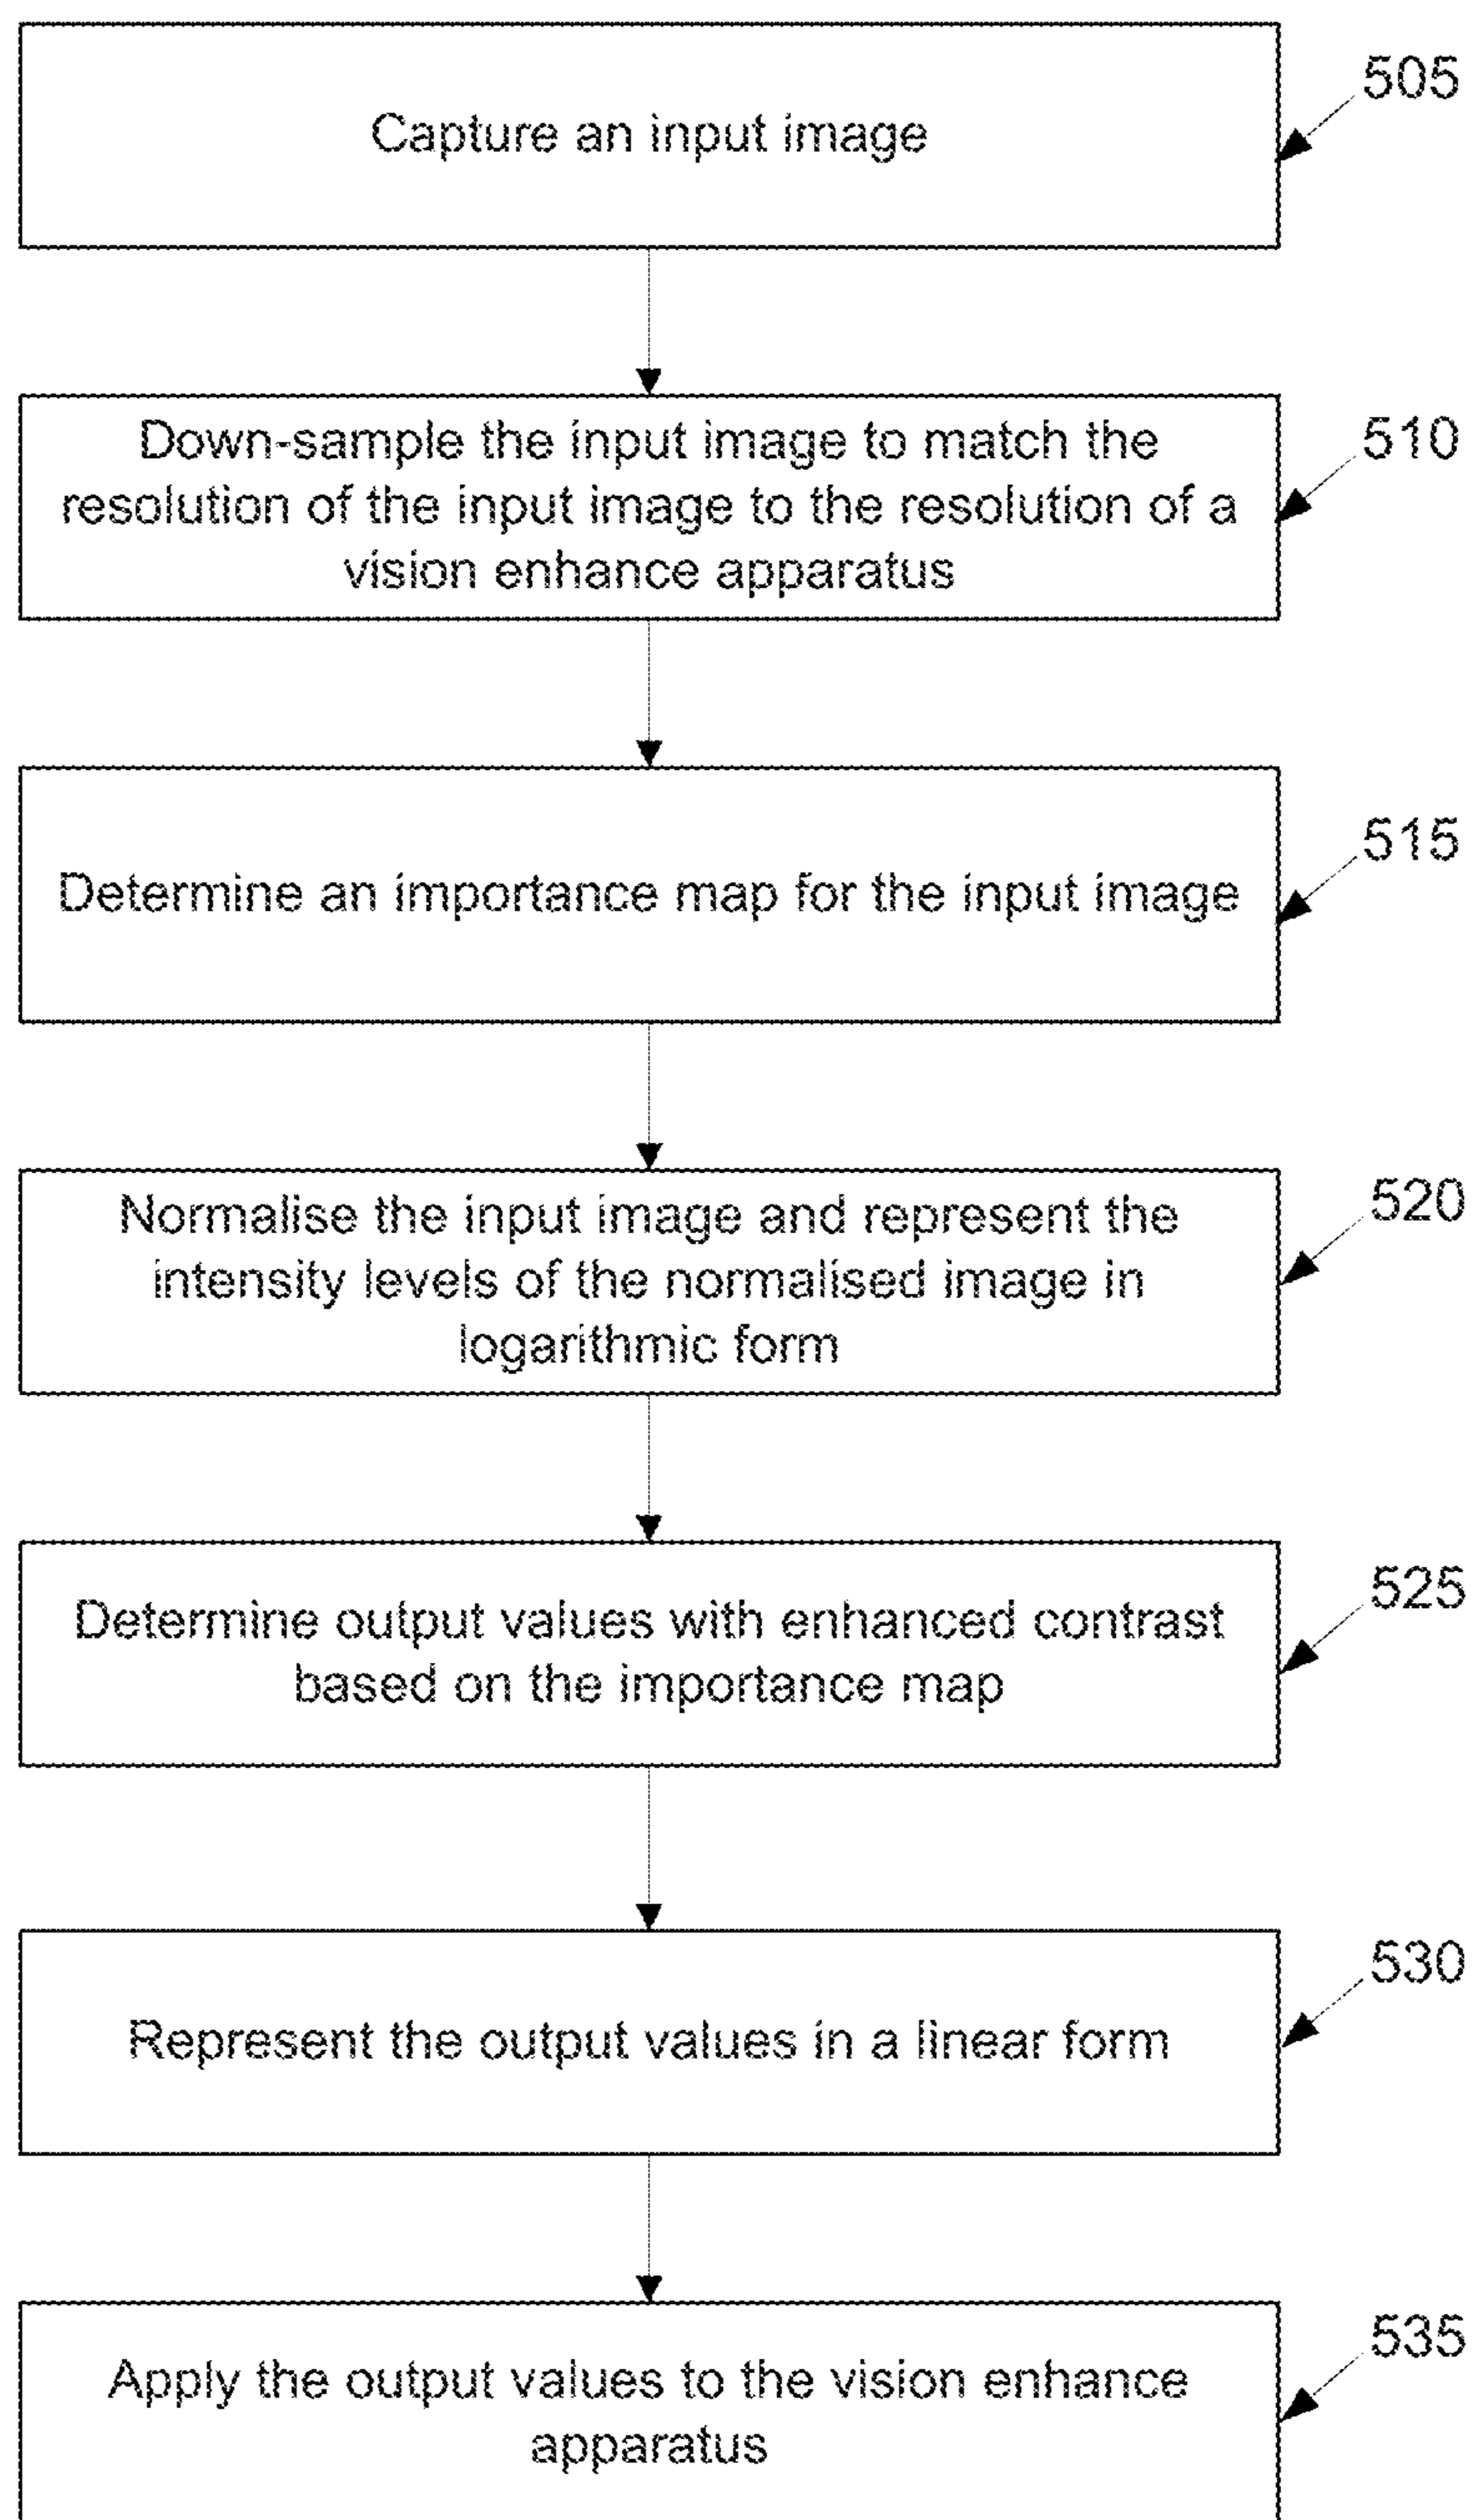 Capture an input image
505
Down-sample the input image to match the
resolution of the input image to the resolution of a
vision enhance apparatus
510
Determine an importance map for the input image
515
Normalise the input image and represent the
intensity levels of the normalised image in
logarithmic form
520
Determine output values with enhanced contrast
based on the importance map
525
Represent the output values in a linear form
530
Apply the output values to the vision enhance
apparatus
535